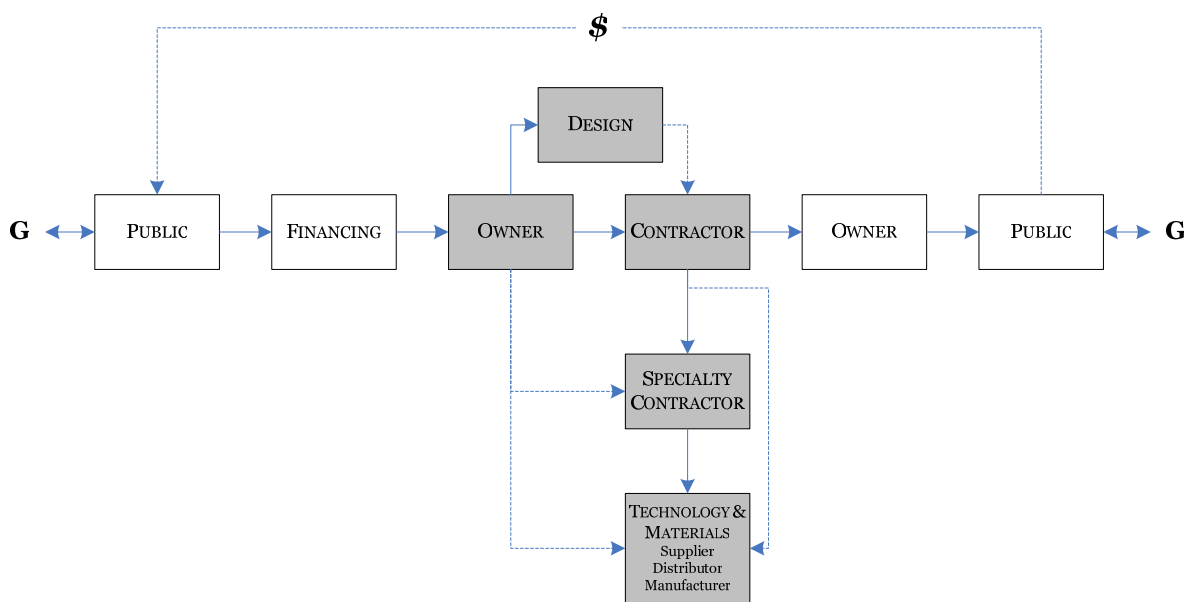 $
DESIGN
G
PUBLIC
FINANCING
OWNER
CONTRACTOR
OWNER
PUBLIC
G
SPECIALTY
CONTRACTOR
TECHNOLOGY &
MATERIALS
Supplier
Distributor
Manufacturer